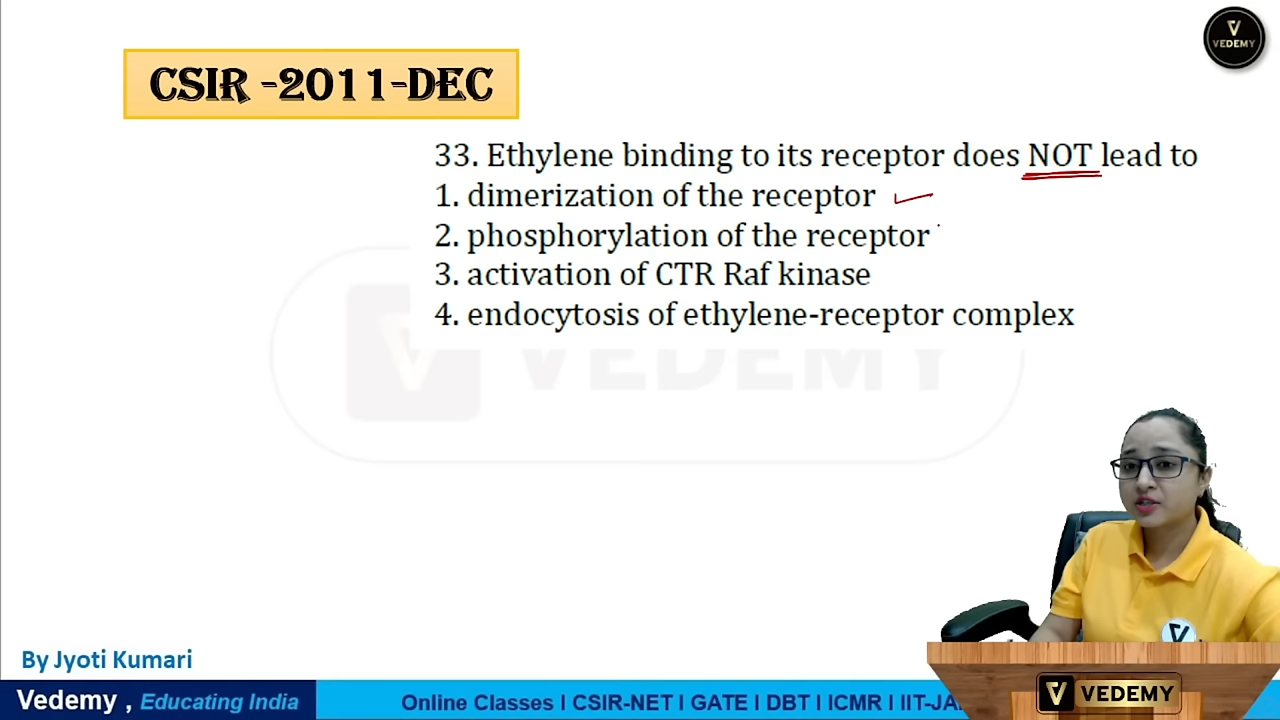 VEDEMY
CSIR -2011-DEC
33. Ethylene binding to its receptor does NOT lead to
1. dimerization of the receptor
2. phosphorylation of the receptor
3. activation of CTR Raf kinase
4. endocytosis of ethylene-receptor complex
VEDEMY
By Jyoti Kumari
Vedemy , Educating India
Online Classes I CSIR-NET I GATE I DBT I ICMR I IIT-JA
VEDEMY